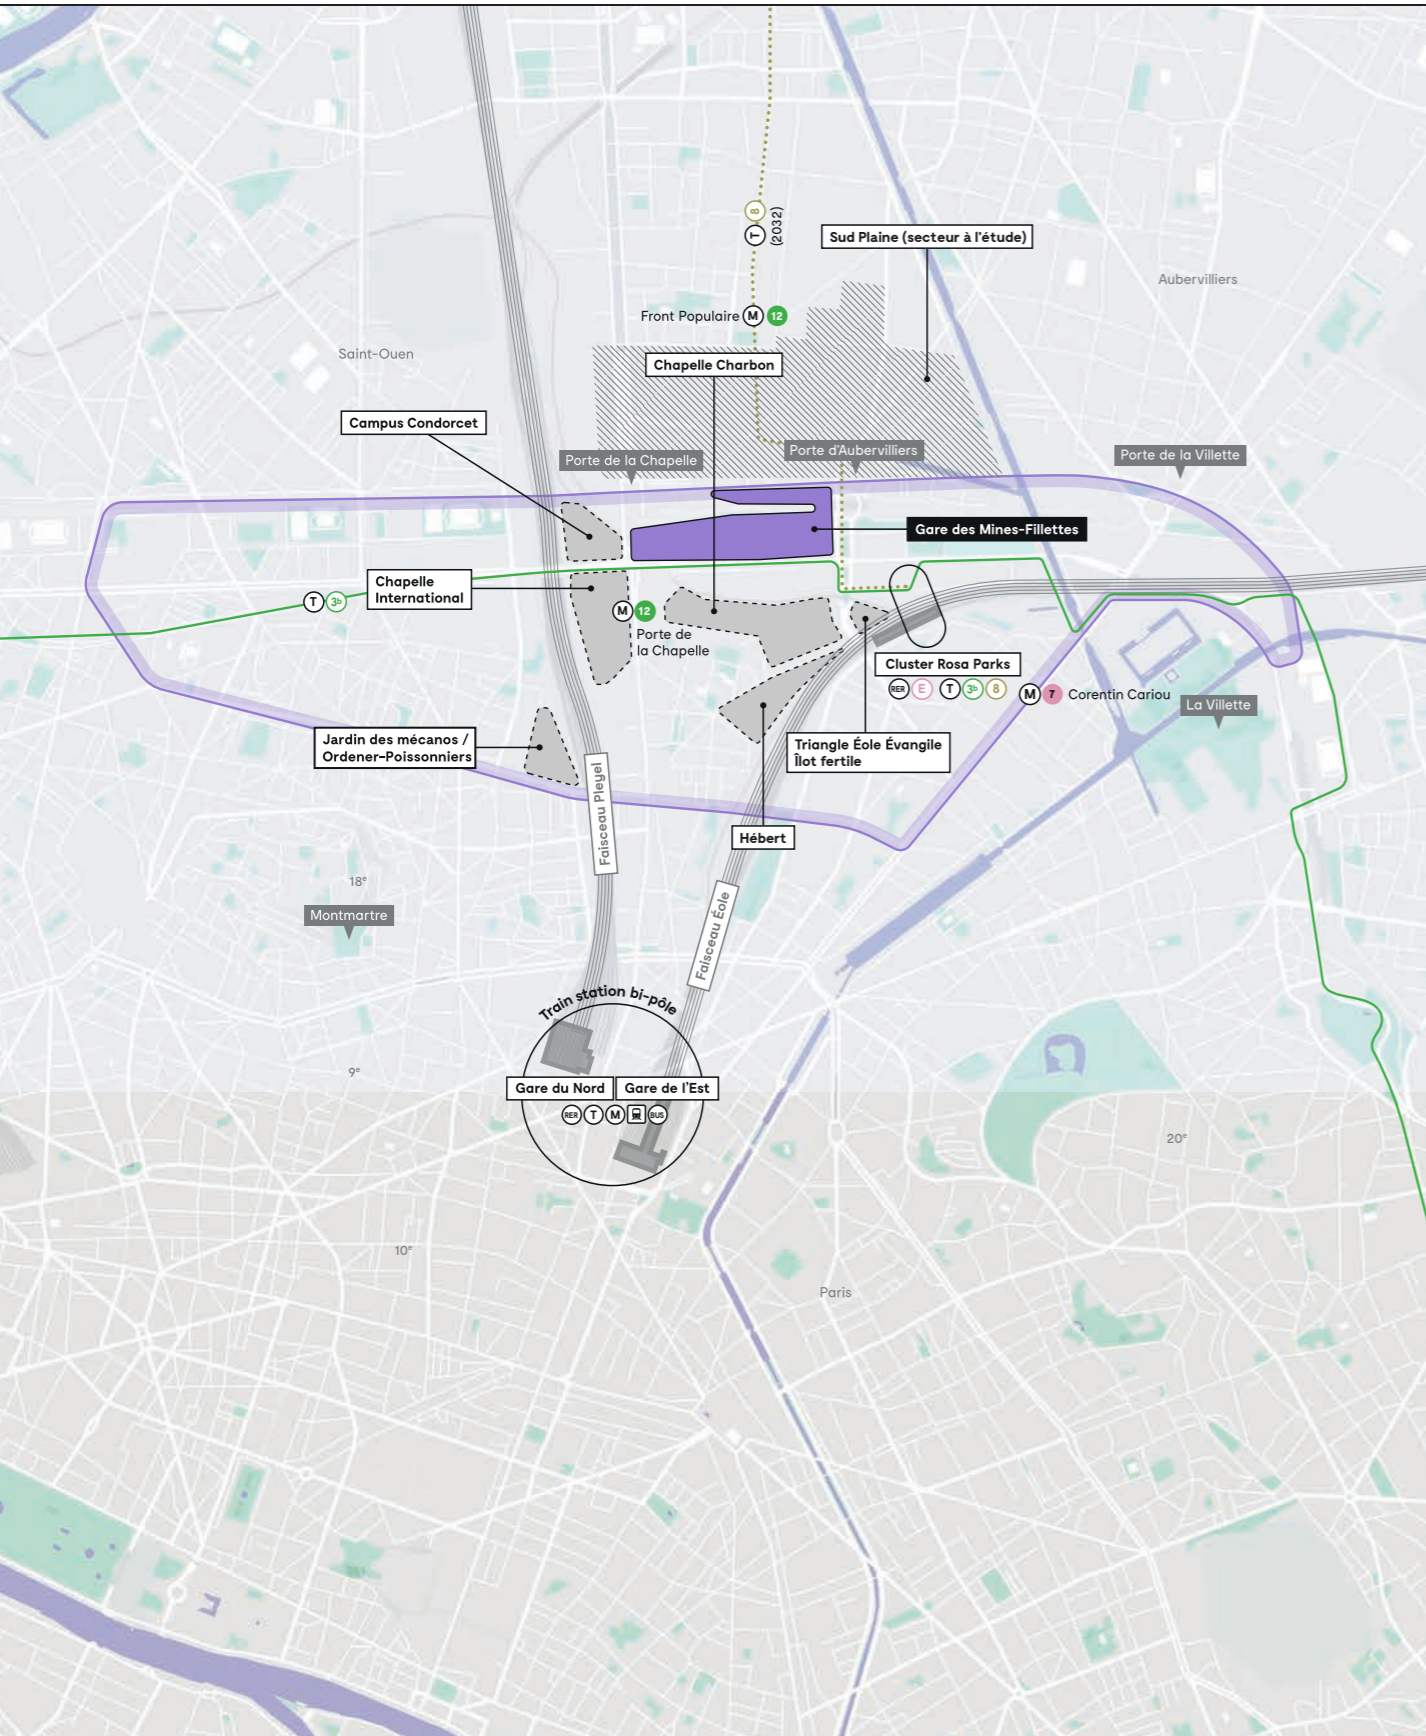 T 8
(2032)
Sud Plaine (secteur à l'étude)
Aubervilliers
Front Populaire M 12
Saint-Ouen
Chapelle Charbon
Campus Condorcet
Porte de la Chapelle
Porte d'Aubervilliers
Porte de la Villette
Gare des Mines-Fillettes
Chapelle
International
T 3b
M 12
Porte de
la Chapelle
Cluster Rosa Parks
RER E T 3b 8
M 7 Corentin Cariou
La Villette
Jardin des mécanos /
Ordener-Poissonniers
Triangle Éole Évangile
Îlot fertile
Faisceau Pleyel
Hébert
18e
Montmartre
Faisceau Éole
Train station bi-pôle
9e
Gare du Nord
Gare de l'Est
RER T M BUS
20e
10e
Paris